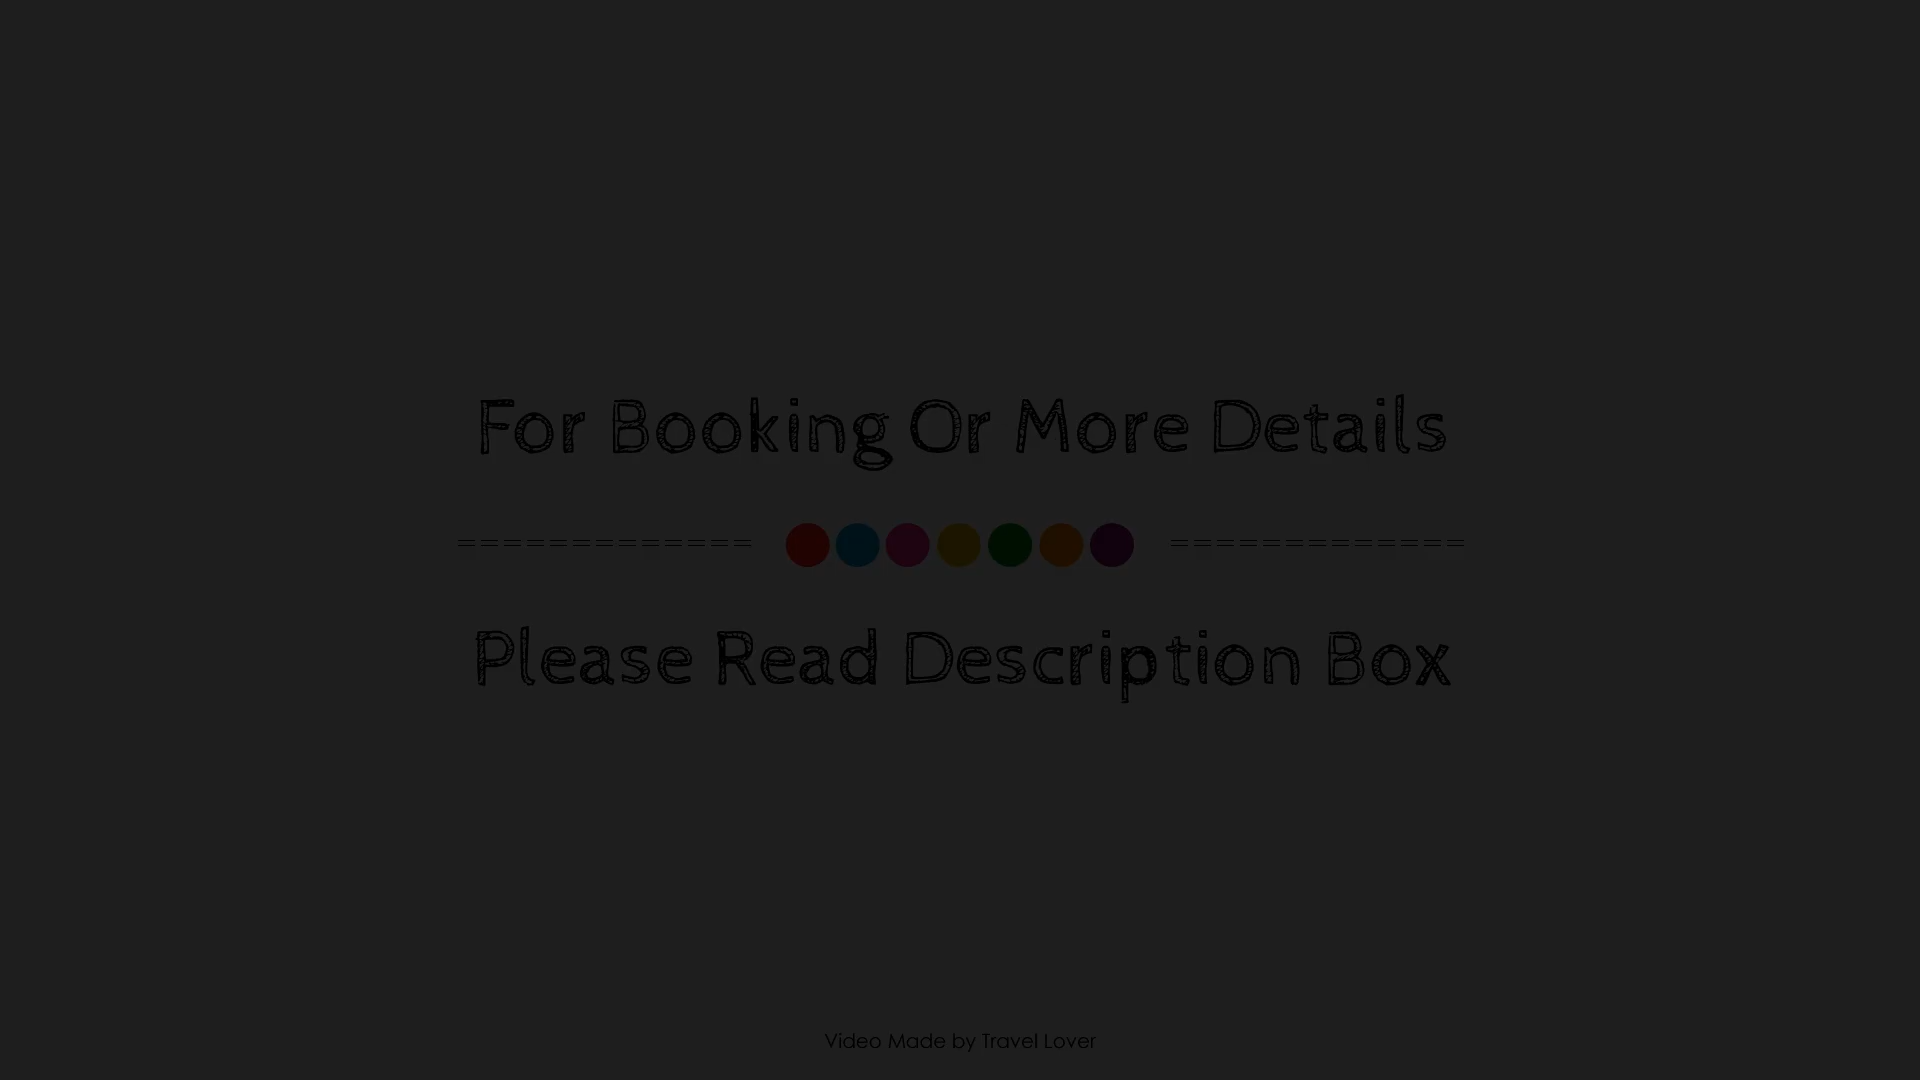 For Booking Or More Details
============= =============
Please Read Description Box
Video Made by Travel Lover